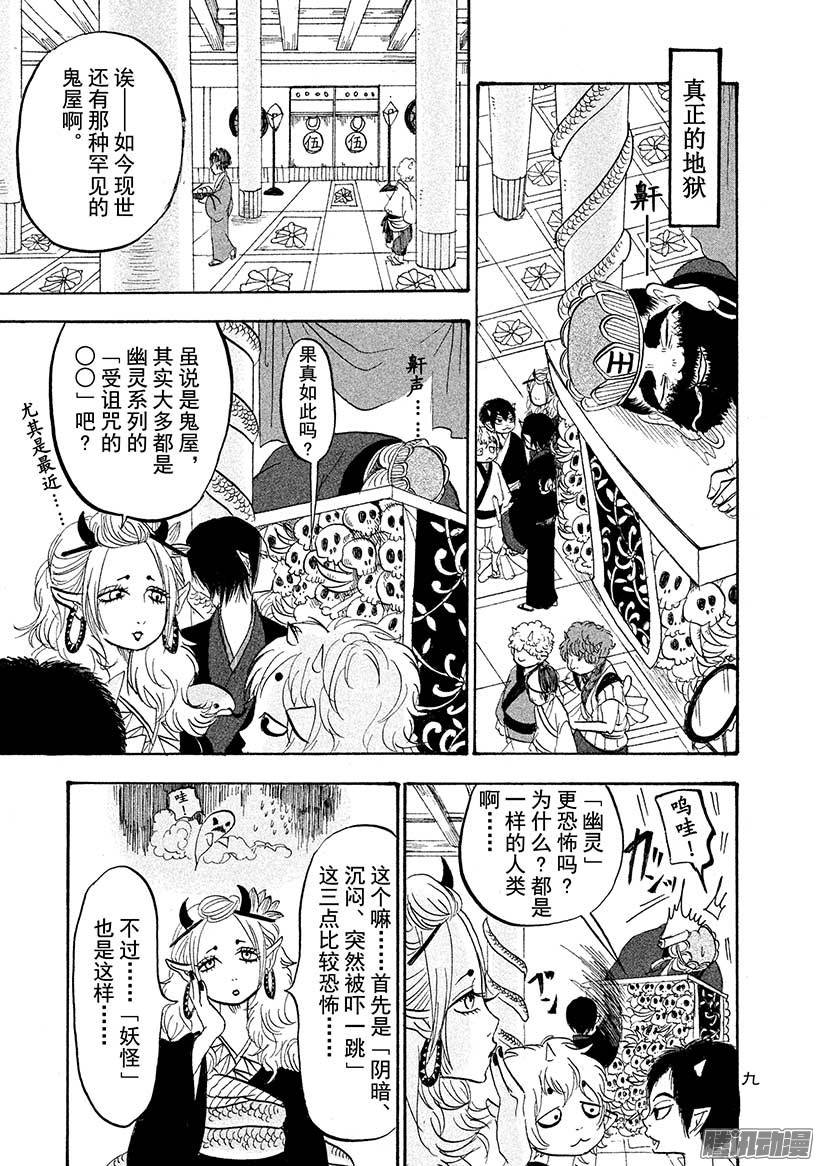 真正的地狱
鼾——
诶——如今现世
还有那种罕见的
鬼屋啊。
伍
伍
果真如此吗？
鼾声……
虽说是鬼屋，
其实大多都是
幽灵系列的
「受诅咒的
〇〇」吧？
尤其是最近……
王
呜哇！
「幽灵」
更恐怖吗？
为什么？都是
一样的人类
啊……
哇！
这个嘛……首先是「阴暗、
沉闷、突然被吓一跳」
这三点比较恐怖……
不过……「妖怪」
也是这样……
九
腾讯动漫